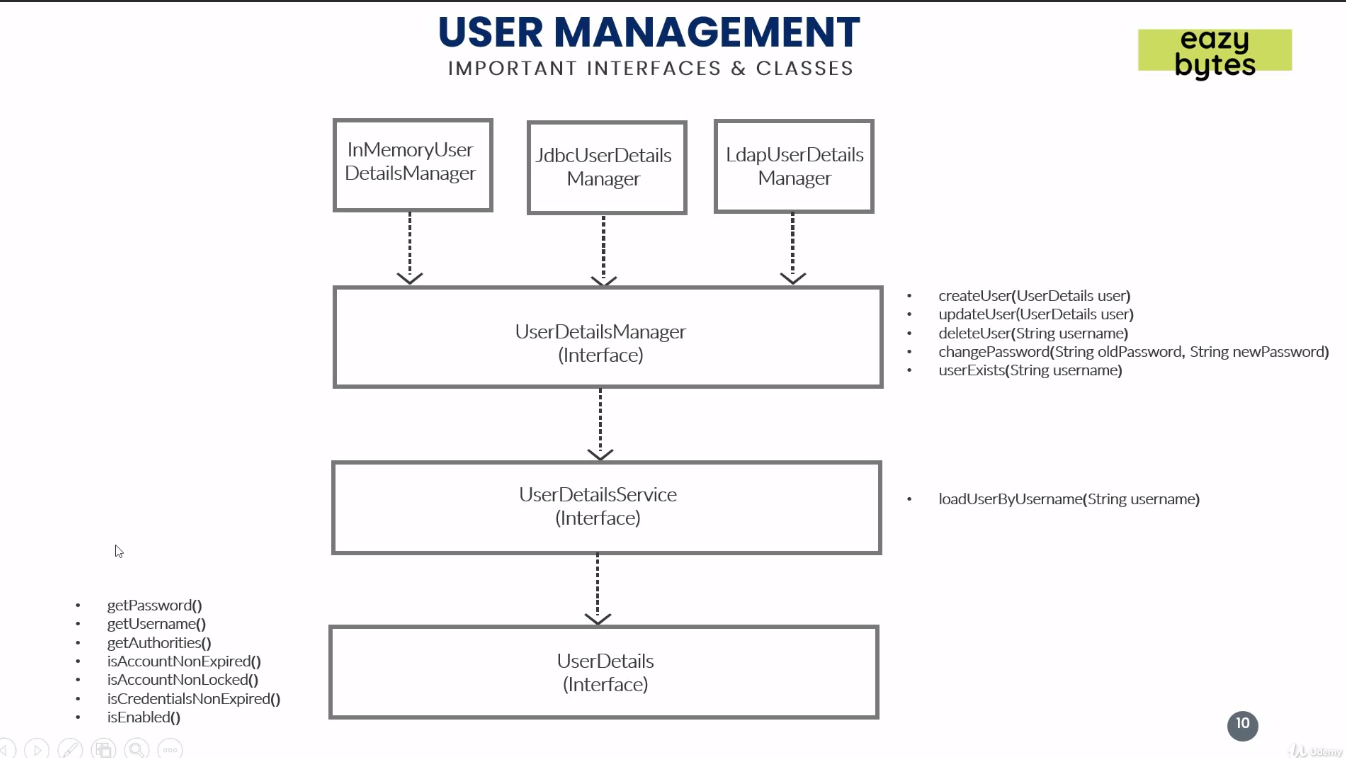 USER MANAGEMENT
IMPORTANT INTERFACES & CLASSES
eazy
bytes
InMemoryUser
DetailsManager
JdbcUserDetails
Manager
LdapUserDetails
Manager
UserDetailsManager
(Interface)
• createUser(UserDetails user)
• updateUser(UserDetails user)
• deleteUser(String username)
• changePassword(String oldPassword, String newPassword)
• userExists(String username)
UserDetailsService
(Interface)
• loadUserByUsername(String username)
• getPassword()
• getUsername()
• getAuthorities()
• isAccountNonExpired()
• isAccountNonLocked()
• isCredentialsNonExpired()
• isEnabled()
UserDetails
(Interface)
10
Udemy